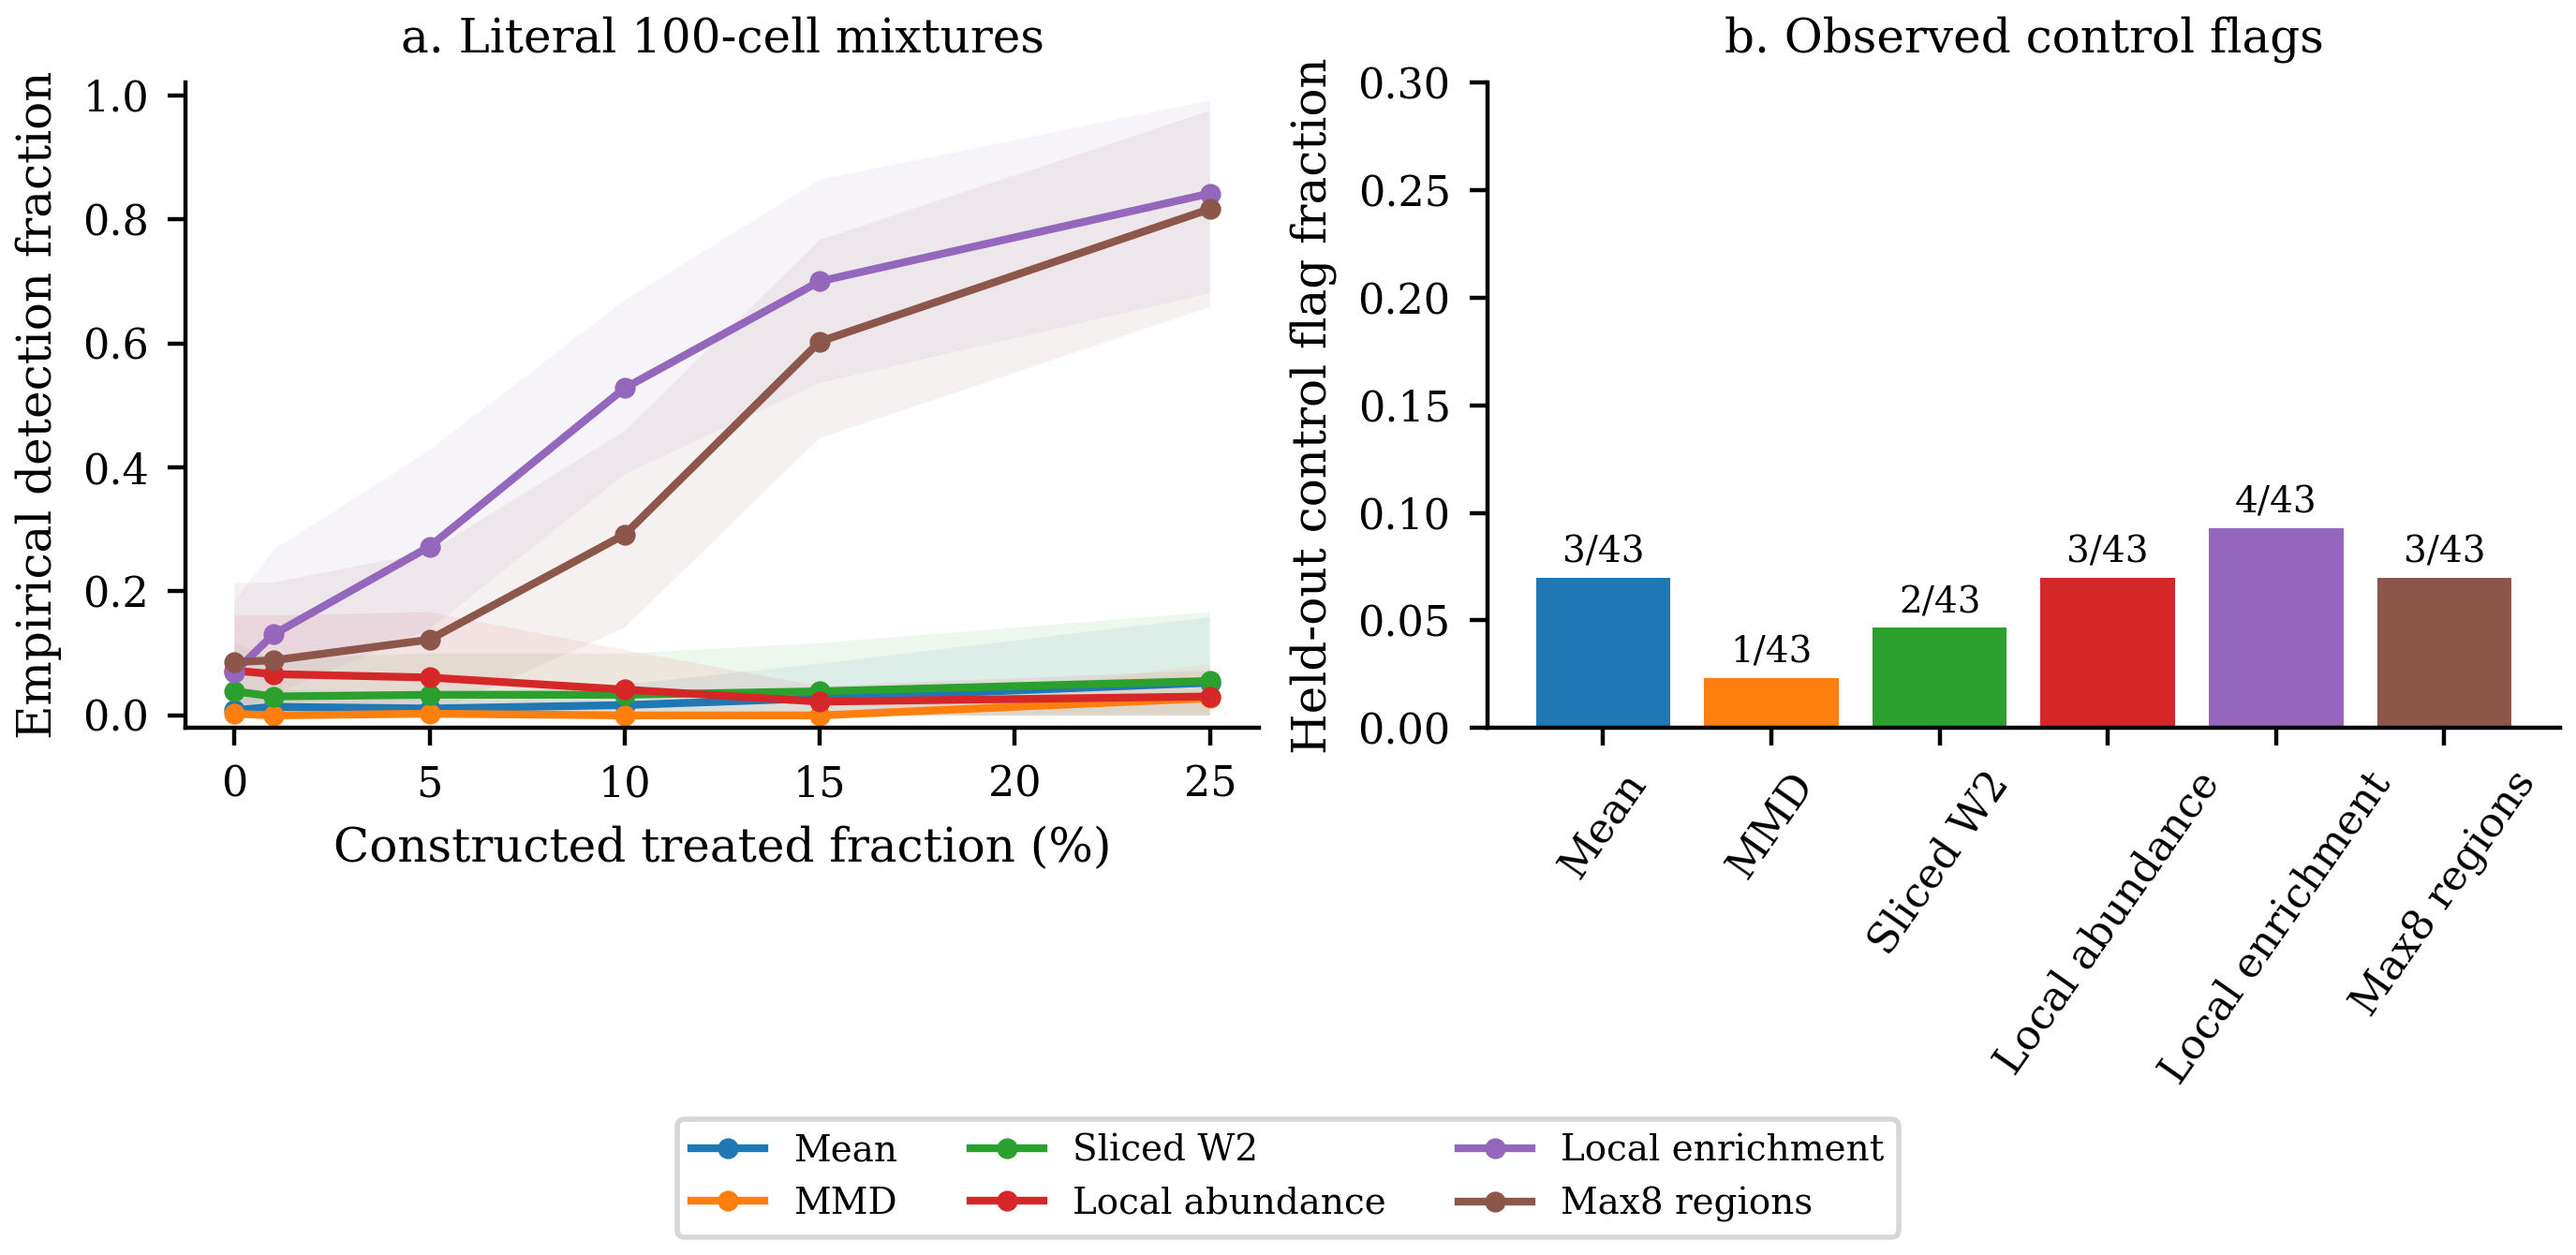 a. Literal 100-cell mixtures
Empirical detection fraction
1.0
0.8
0.6
0.4
0.2
0.0
0 5 10 15 20 25
Constructed treated fraction (%)
b. Observed control flags
Held-out control flag fraction
0.30
0.25
0.20
0.15
0.10
0.05
0.00
3/43
1/43
2/43
3/43
4/43
3/43
Mean
MMD
Sliced W2
Local abundance
Local enrichment
Max8 regions
Mean
MMD
Sliced W2
Local abundance
Local enrichment
Max8 regions